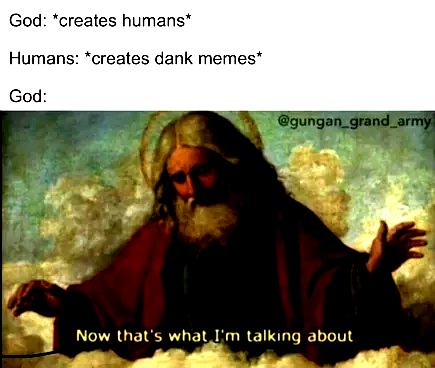 God: *creates humans*
Humans: *creates dank memes*
God:
@gungan_grand_army
Now that's what I'm talking about